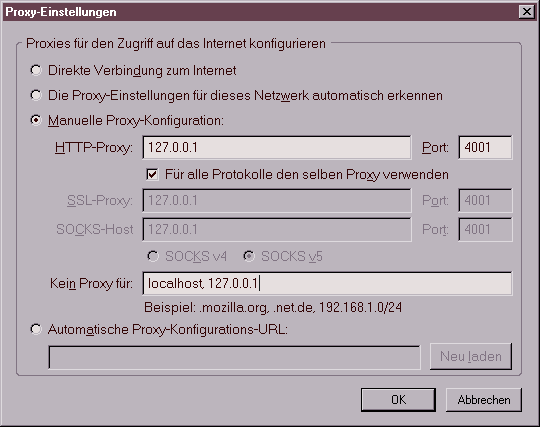 Proxy-Einstellungen
Proxies für den Zugriff auf das Internet konfigurieren
Direkte Verbindung zum Internet
Die Proxy-Einstellungen für dieses Netzwerk automatisch erkennen
Manuelle Proxy-Konfiguration:
HTTP-Proxy: 127.0.0.1 Port: 4001
Für alle Protokolle den selben Proxy verwenden
SSL-Proxy: 127.0.0.1 Port: 4001
SOCKS-Host 127.0.0.1 Port: 4001
SOCKS v4 SOCKS v5
Kein Proxy für: localhost, 127.0.0.1
Beispiel: .mozilla.org, .net.de, 192.168.1.0/24
Automatische Proxy-Konfigurations-URL:
Neu laden
OK Abbrechen